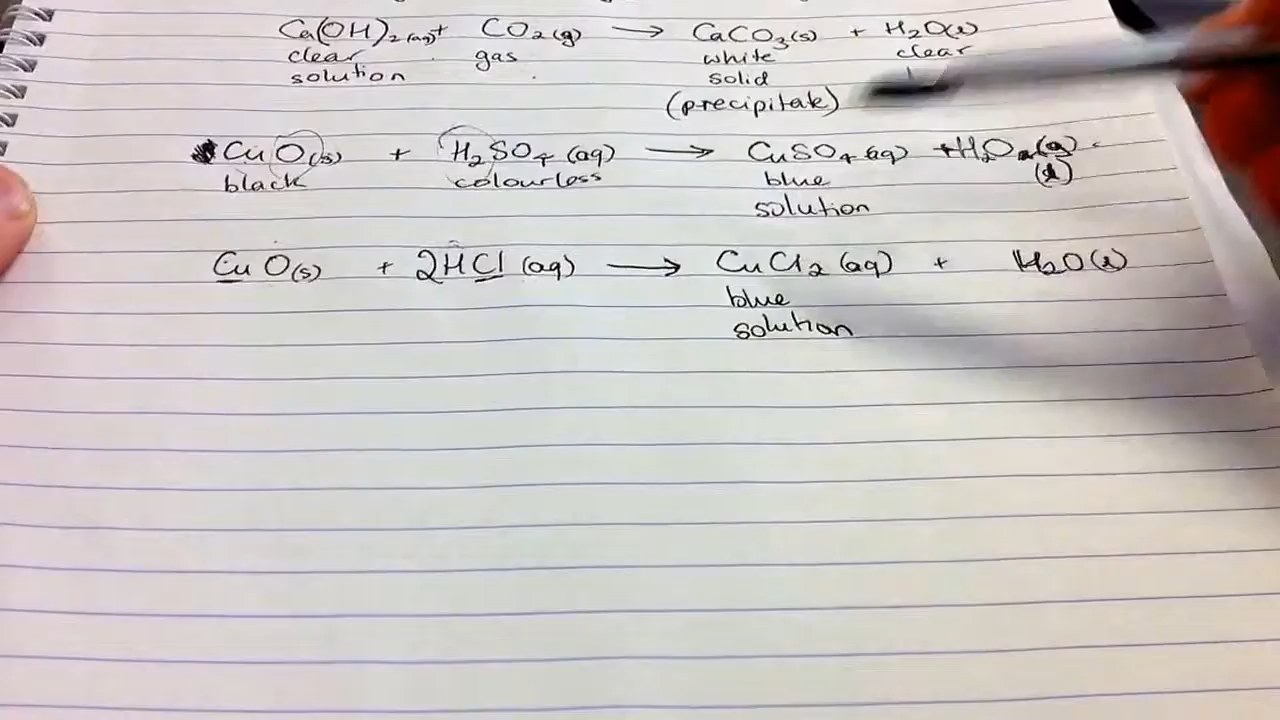 Ca(OH)₂(aq) + CO₂(g) → CaCO₃(s) + H₂O(l)
clear gas white clear
solution solid
(precipitate)
CuO(s) + H₂SO₄(aq) → CuSO₄(aq) + H₂O(g)
black colourless blue (l)
solution
CuO(s) + 2HCl(aq) → CuCl₂(aq) + H₂O(l)
blue
solution